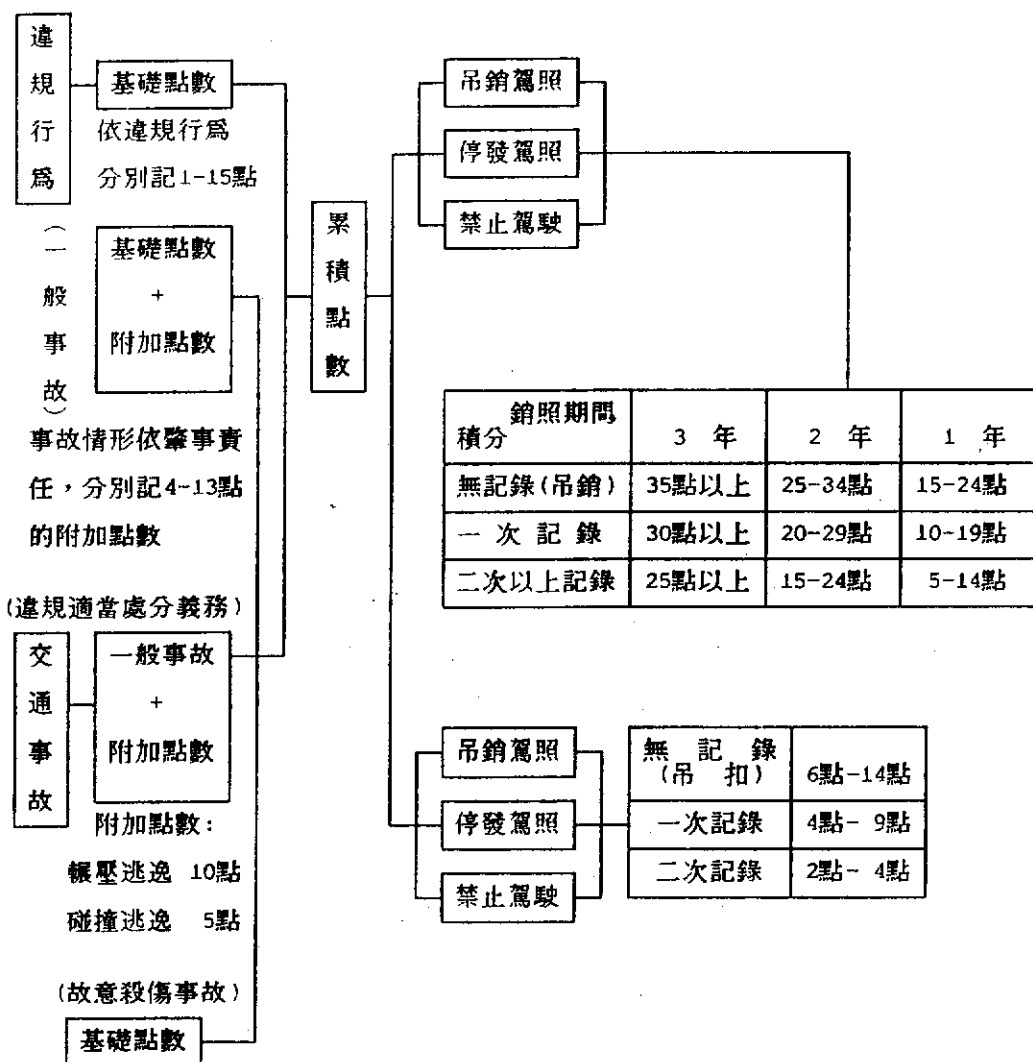 違規行爲
基礎點數
依違規行爲
分別記1-15點
(一般事故)
基礎點數
+
附加點數
事故情形依肇事責
任，分別記4-13點
的附加點數
(違規適當處分義務)
交通事故
一般事故
+
附加點數
附加點數：
輾壓逃逸 10點
碰撞逃逸 5點
(故意殺傷事故)
基礎點數
累積點數
吊銷駕照
停發駕照
禁止駕駛
銷照期間
積分 3 年 2 年 1 年
無記錄(吊銷) 35點以上 25-34點 15-24點
一次記錄 30點以上 20-29點 10-19點
二次以上記錄 25點以上 15-24點 5-14點
吊銷駕照
停發駕照
禁止駕駛
無記錄
(吊扣) 6點-14點
一次記錄 4點- 9點
二次記錄 2點- 4點